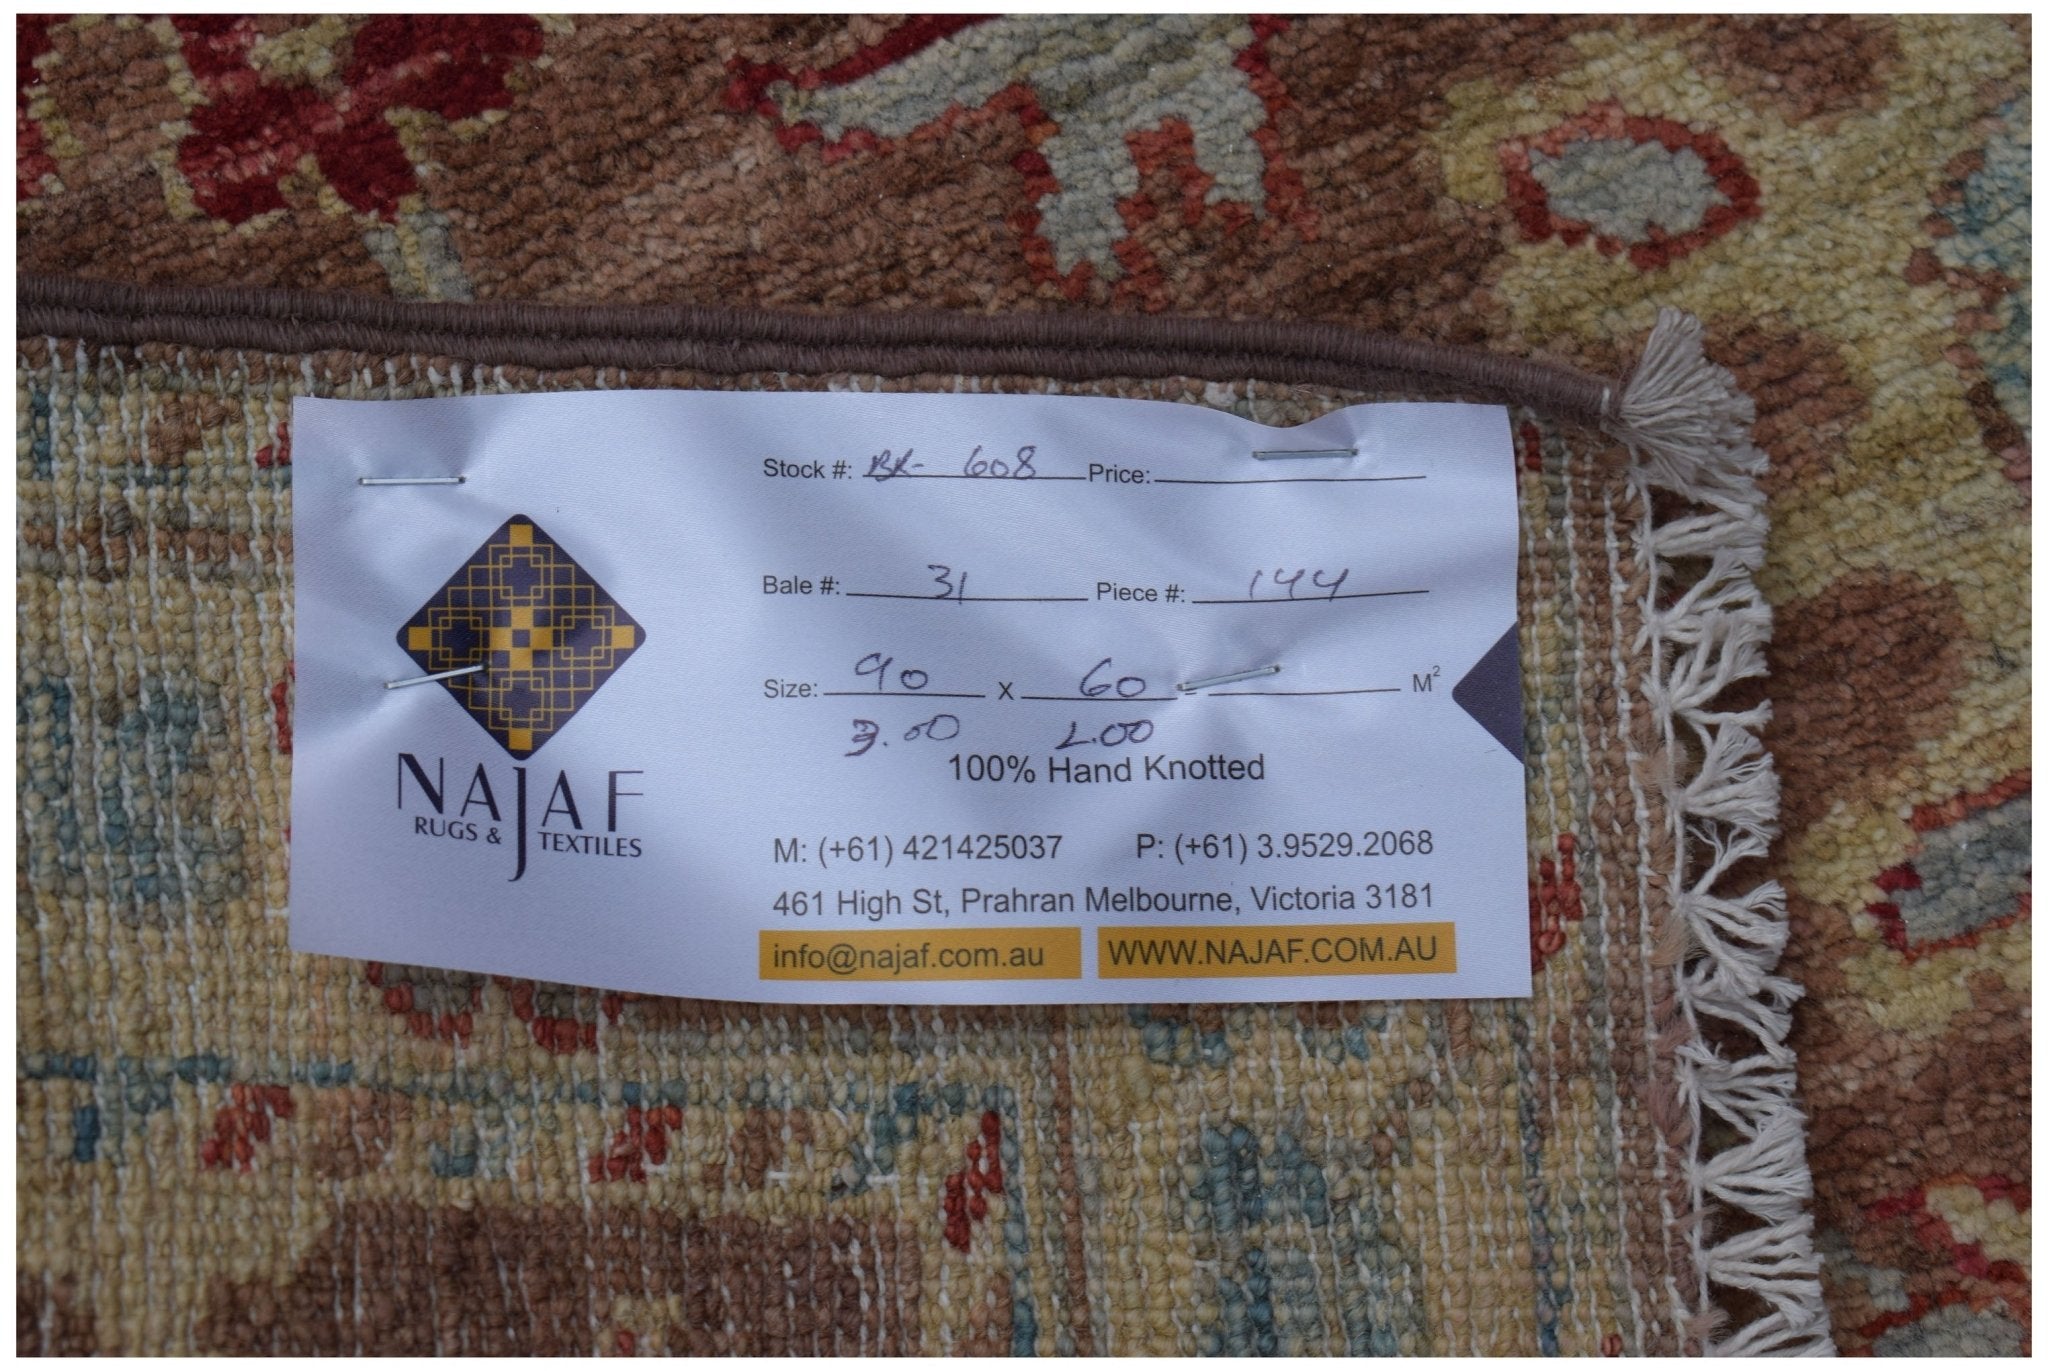 NAJAF
RUGS & TEXTILES
Stock #: BK- 608 Price:
Bale #: 31 Piece #: 144
Size: 90 x 60 = M²
3.00 2.00
100% Hand Knotted
M: (+61) 421425037 P: (+61) 3.9529.2068
461 High St, Prahran Melbourne, Victoria 3181
info@najaf.com.au WWW.NAJAF.COM.AU